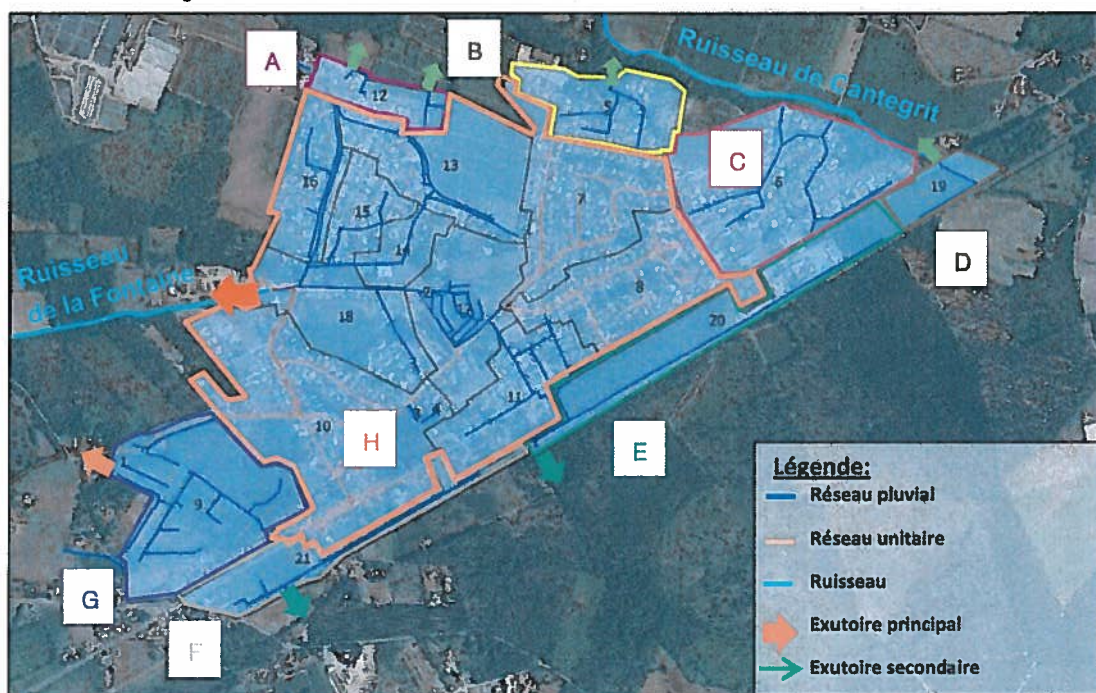 A
B
Ruisseau de Cantegrit
12
5
C
6
13
19
16
7
15
D
Ruisseau
de la Fontaine
8
18
20
11
E
10
H
9
21
G
F
Légende:
Réseau pluvial
Réseau unitaire
Ruisseau
Exutoire principal
Exutoire secondaire